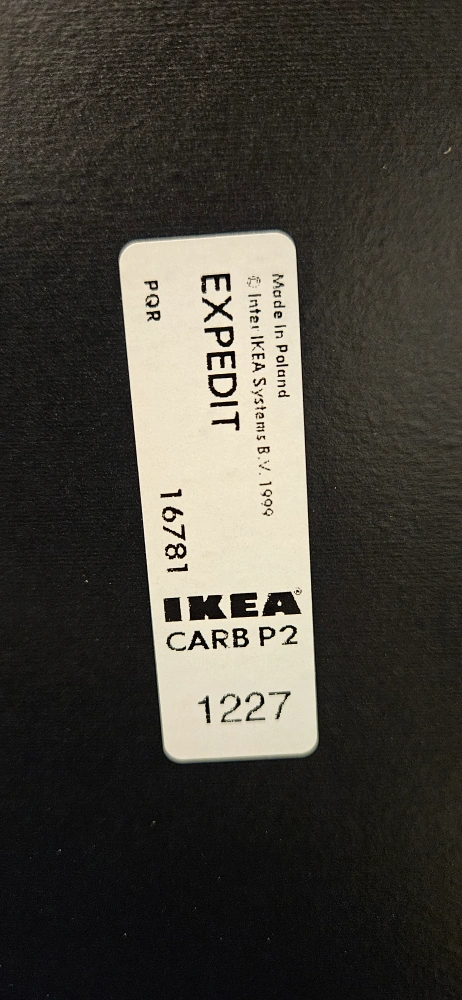 Made in Poland
© Inter IKEA Systems B.V. 1999
EXPEDIT
PQR
16781
IKEA®
CARB P2
1227